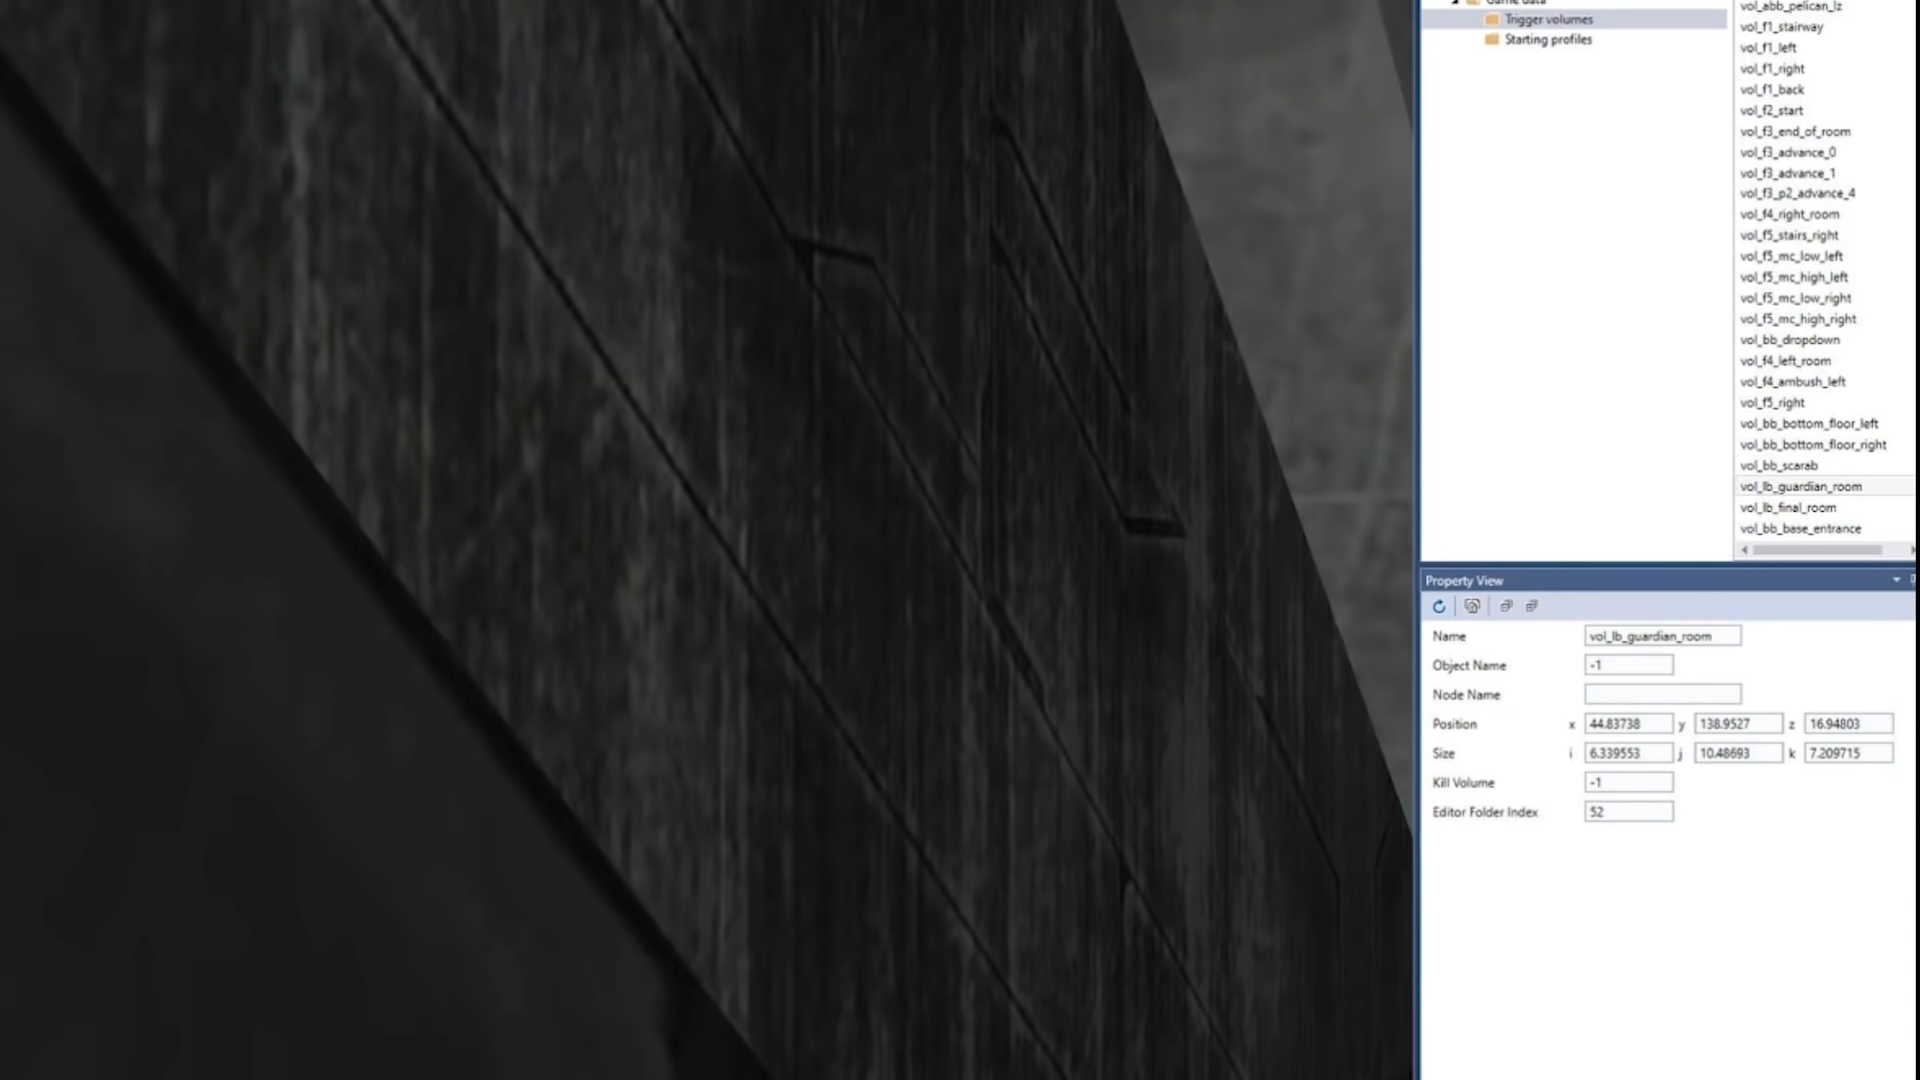 Game data
Trigger volumes
Starting profiles
vol_abb_pelican_lz
vol_f1_stairway
vol_f1_left
vol_f1_right
vol_f1_back
vol_f2_start
vol_f3_end_of_room
vol_f3_advance_0
vol_f3_advance_1
vol_f3_p2_advance_4
vol_f4_right_room
vol_f5_stairs_right
vol_f5_mc_low_left
vol_f5_mc_high_left
vol_f5_mc_low_right
vol_f5_mc_high_right
vol_bb_dropdown
vol_f4_left_room
vol_f4_ambush_left
vol_f5_right
vol_bb_bottom_floor_left
vol_bb_bottom_floor_right
vol_bb_scarab
vol_lb_guardian_room
vol_lb_final_room
vol_bb_base_entrance
Property View
Name vol_lb_guardian_room
Object Name -1
Node Name
Position x 44.83738 y 138.9527 z 16.94803
Size i 6.339553 j 10.48693 k 7.209715
Kill Volume -1
Editor Folder Index 52